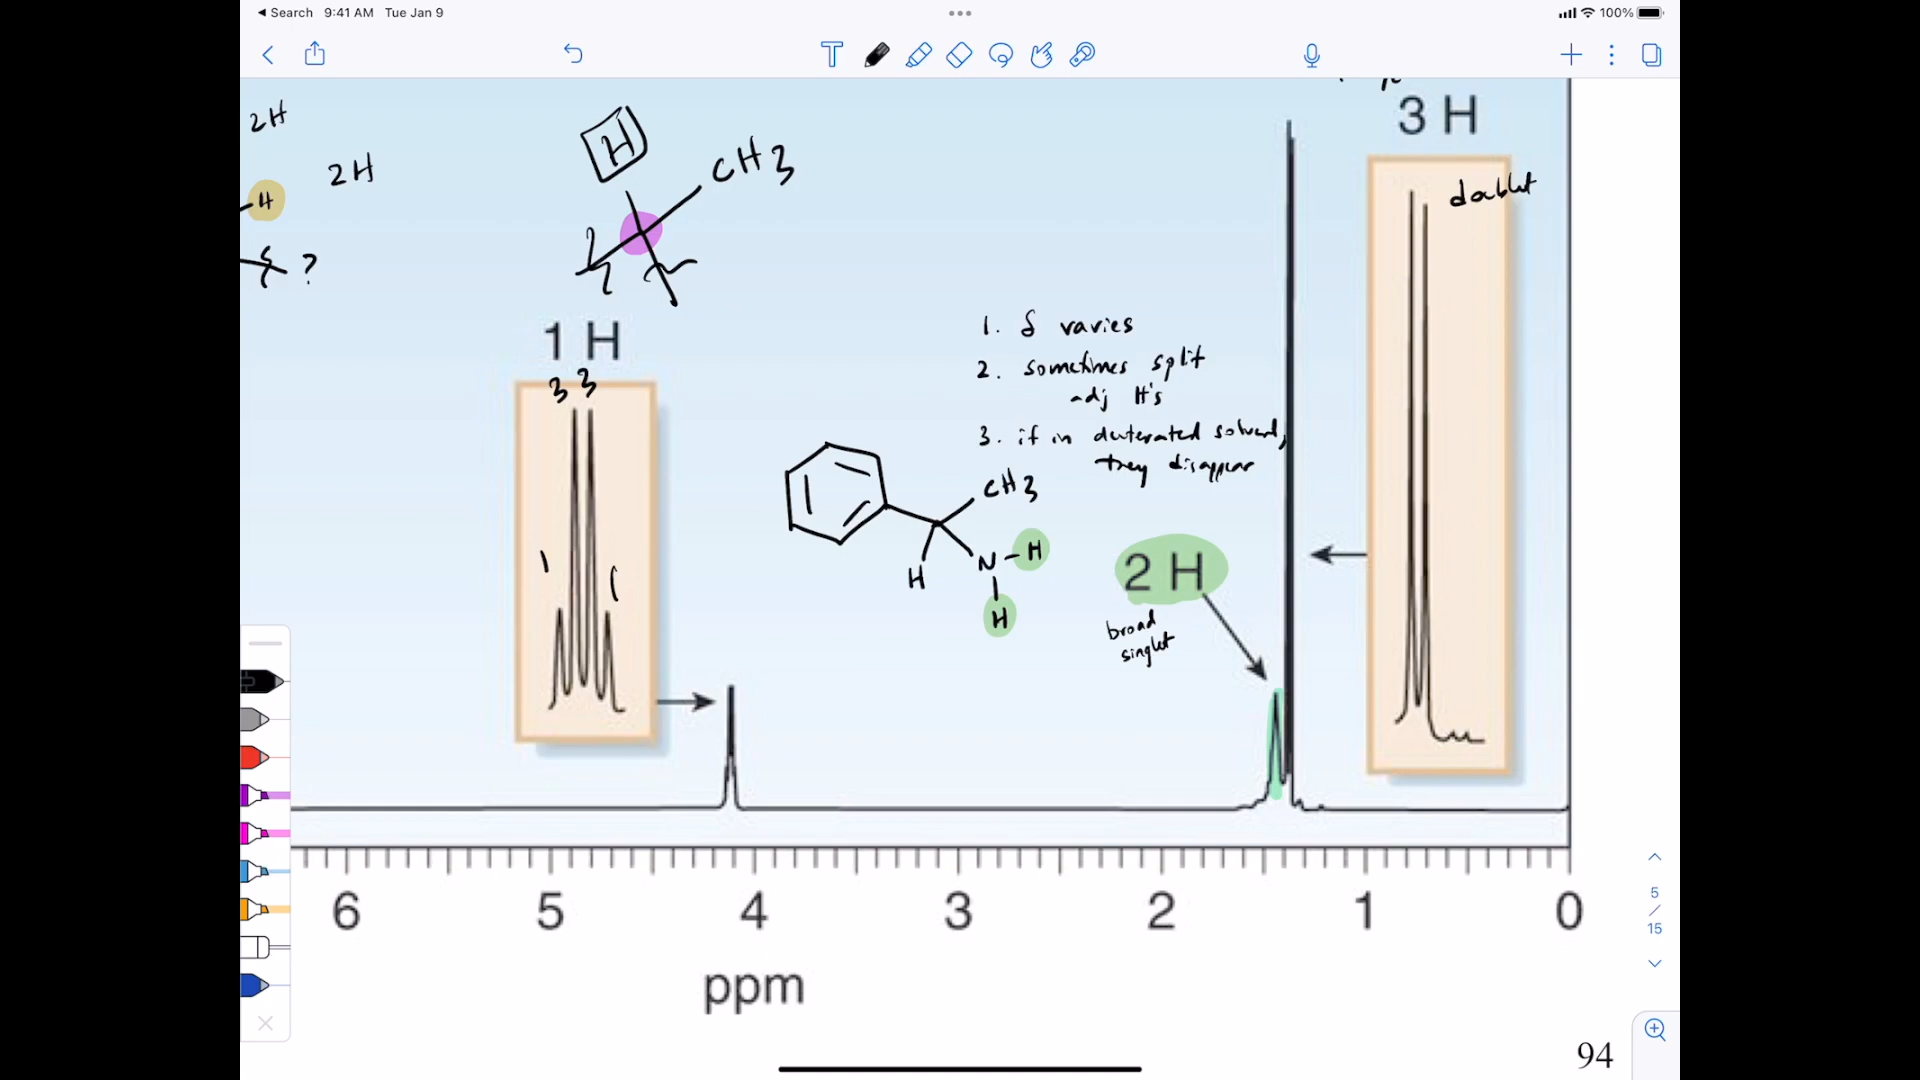 Search 9:41 AM Tue Jan 9
100%
3 H
2H
2H
H
CH3
H
doublet
?
1 H
3 3
1 1
1. δ varies
2. sometimes split
adj H's
3. if in deuterated solvent,
they disappear
CH3
N H
H
H
2 H
broad
singlet
6 5 4 3 2 1 0
ppm
5
15
94